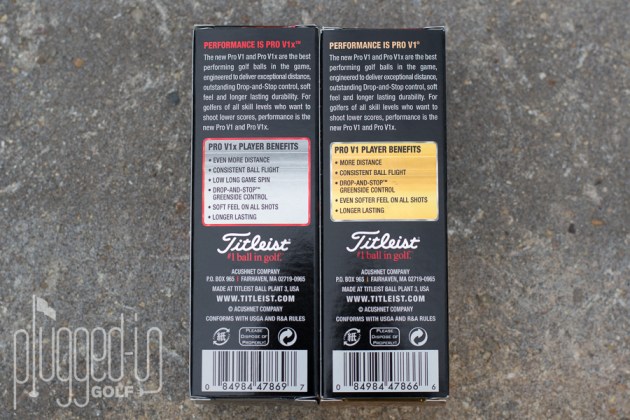 PERFORMANCE IS PRO V1x™
The new Pro V1 and Pro V1x are the best
performing golf balls in the game,
engineered to deliver exceptional distance,
outstanding Drop-and-Stop control, soft
feel and longer lasting durability. For
golfers of all skill levels who want to
shoot lower scores, performance is the
new Pro V1 and Pro V1x.
PRO V1x PLAYER BENEFITS
• EVEN MORE DISTANCE
• CONSISTENT BALL FLIGHT
• LOW LONG GAME SPIN
• DROP-AND-STOP™
GREENSIDE CONTROL
• SOFT FEEL ON ALL SHOTS
• LONGER LASTING
Titleist
#1 ball in golf.
ACUSHNET COMPANY
P.O. BOX 965 | FAIRHAVEN, MA 02719-0965
MADE AT TITLEIST BALL PLANT 3, USA
WWW.TITLEIST.COM
© ACUSHNET COMPANY
CONFORMS WITH USGA AND R&A RULES
PLEASE
DISPOSE OF
PROPERLY
0 84984 47869 7
PERFORMANCE IS PRO V1®
The new Pro V1 and Pro V1x are the best
performing golf balls in the game,
engineered to deliver exceptional distance,
outstanding Drop-and-Stop control, soft
feel and longer lasting durability. For
golfers of all skill levels who want to
shoot lower scores, performance is the
new Pro V1 and Pro V1x.
PRO V1 PLAYER BENEFITS
• MORE DISTANCE
• CONSISTENT BALL FLIGHT
• DROP-AND-STOP™
GREENSIDE CONTROL
• EVEN SOFTER FEEL ON ALL SHOTS
• LONGER LASTING
Titleist
#1 ball in golf.
ACUSHNET COMPANY
P.O. BOX 965 | FAIRHAVEN, MA 02719-0965
MADE AT TITLEIST BALL PLANT 3, USA
WWW.TITLEIST.COM
© ACUSHNET COMPANY
CONFORMS WITH USGA AND R&A RULES
PLEASE
DISPOSE OF
PROPERLY
0 84984 47866 6
plugged-in
GOLF